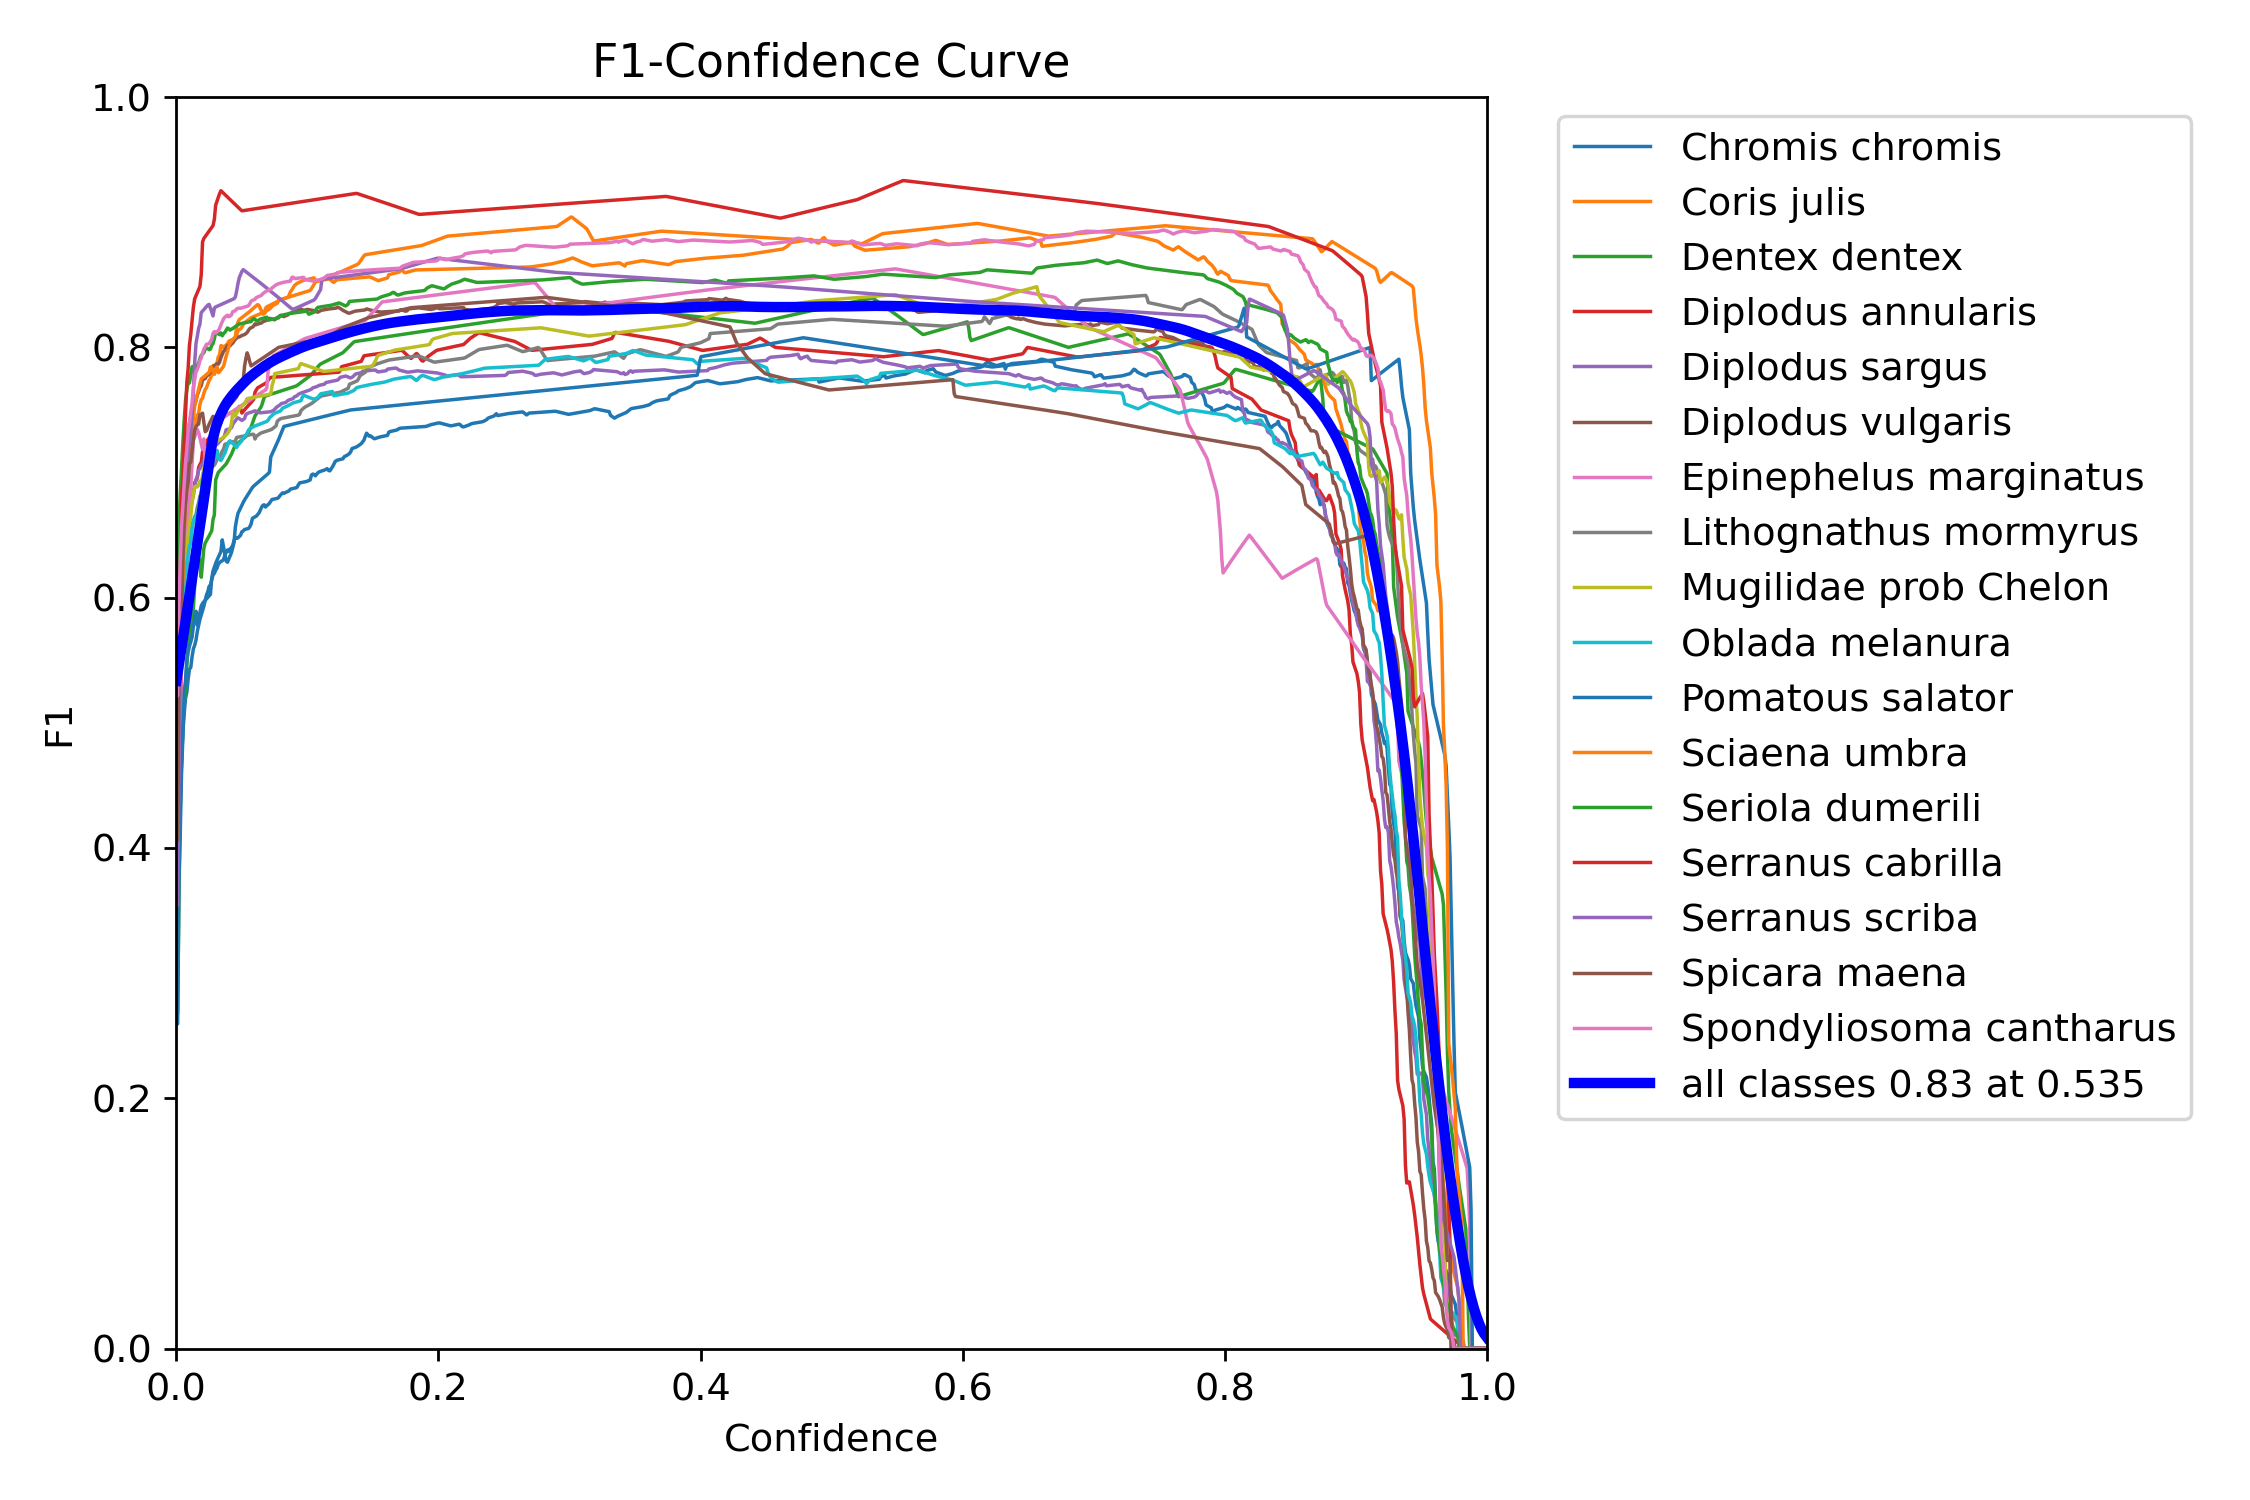 F1-Confidence Curve
1.0
0.8
0.6
0.4
0.2
0.0
F1
0.0 0.2 0.4 0.6 0.8 1.0
Confidence
Chromis chromis
Coris julis
Dentex dentex
Diplodus annularis
Diplodus sargus
Diplodus vulgaris
Epinephelus marginatus
Lithognathus mormyrus
Mugilidae prob Chelon
Oblada melanura
Pomatous salator
Sciaena umbra
Seriola dumerili
Serranus cabrilla
Serranus scriba
Spicara maena
Spondyliosoma cantharus
all classes 0.83 at 0.535